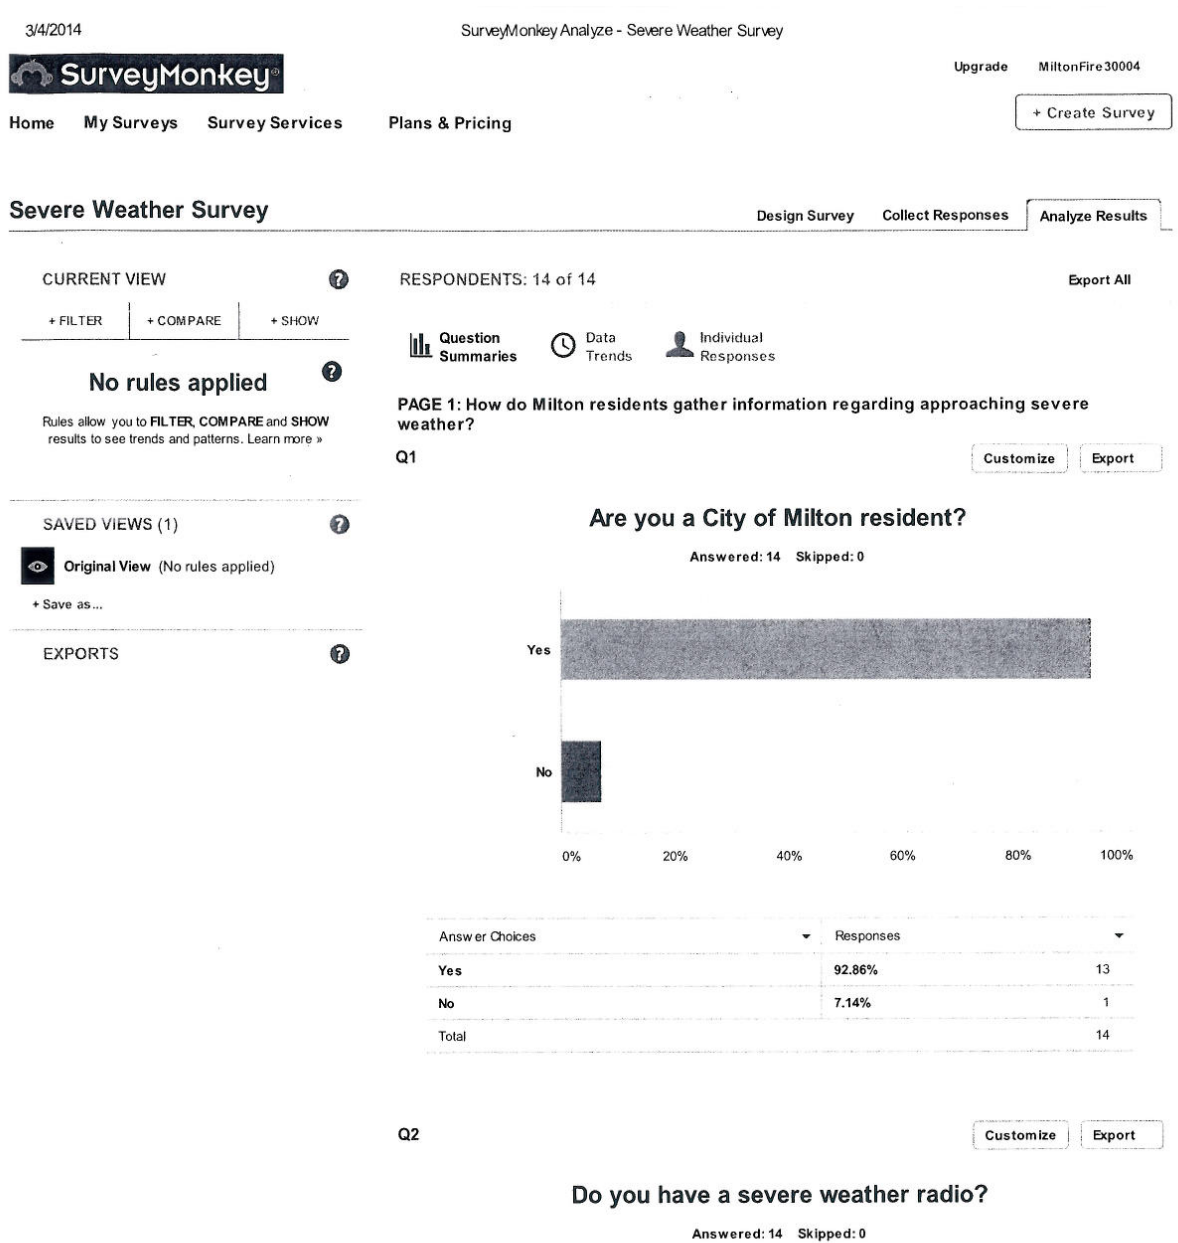 3/4/2014 SurveyMonkey Analyze - Severe Weather Survey
SurveyMonkey®
Upgrade MiltonFire30004
Home My Surveys Survey Services Plans & Pricing
+ Create Survey
Severe Weather Survey
Design Survey Collect Responses Analyze Results
CURRENT VIEW ?
+ FILTER + COMPARE + SHOW
No rules applied ?
Rules allow you to FILTER, COMPARE and SHOW
results to see trends and patterns. Learn more »
SAVED VIEWS (1) ?
Original View (No rules applied)
+ Save as...
EXPORTS ?
RESPONDENTS: 14 of 14 Export All
Question
Summaries
Data
Trends
Individual
Responses
PAGE 1: How do Milton residents gather information regarding approaching severe
weather?
Q1 Customize Export
Are you a City of Milton resident?
Answered: 14 Skipped: 0
Yes
No
0% 20% 40% 60% 80% 100%
Answer Choices Responses
Yes 92.86% 13
No 7.14% 1
Total 14
Q2 Customize Export
Do you have a severe weather radio?
Answered: 14 Skipped: 0